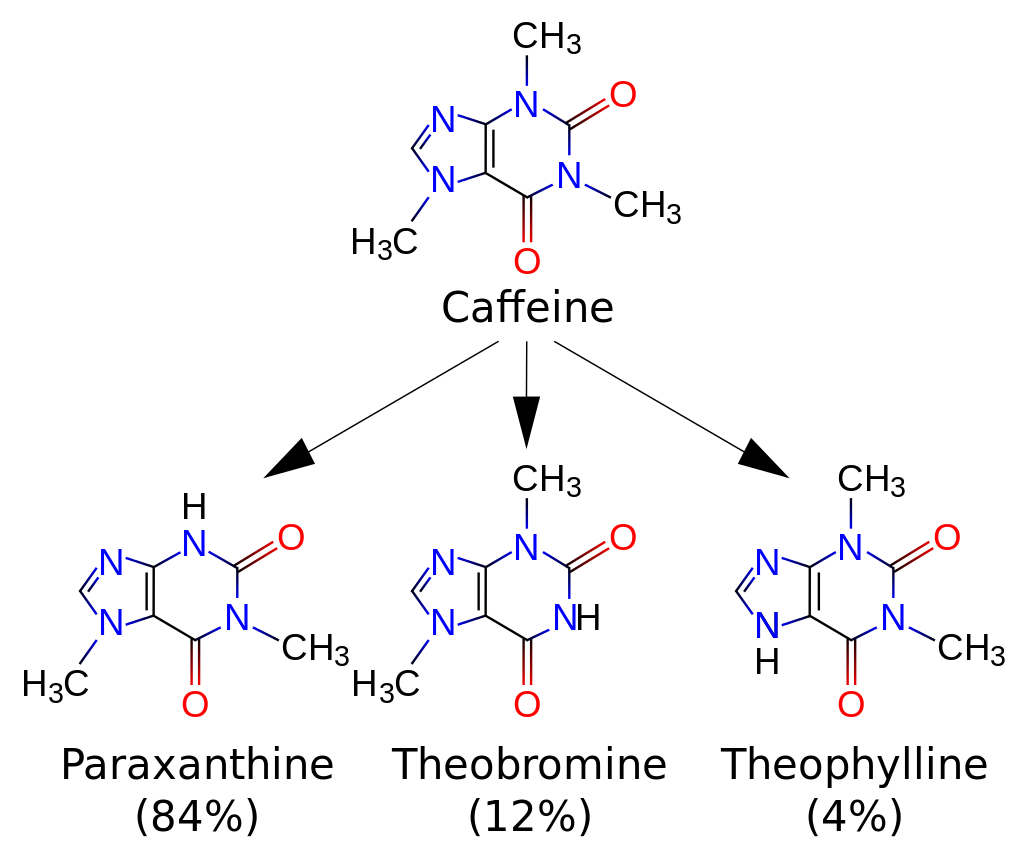 CH3
O
N
N
N
N
CH3
H3C
O
Caffeine
CH3
CH3
H
O
O
O
N
N
N
N
N
N
N
N
NH
N
N
N
H
CH3
CH3
H3C
H3C
O
O
O
Paraxanthine
Theobromine
Theophylline
(84%)
(12%)
(4%)